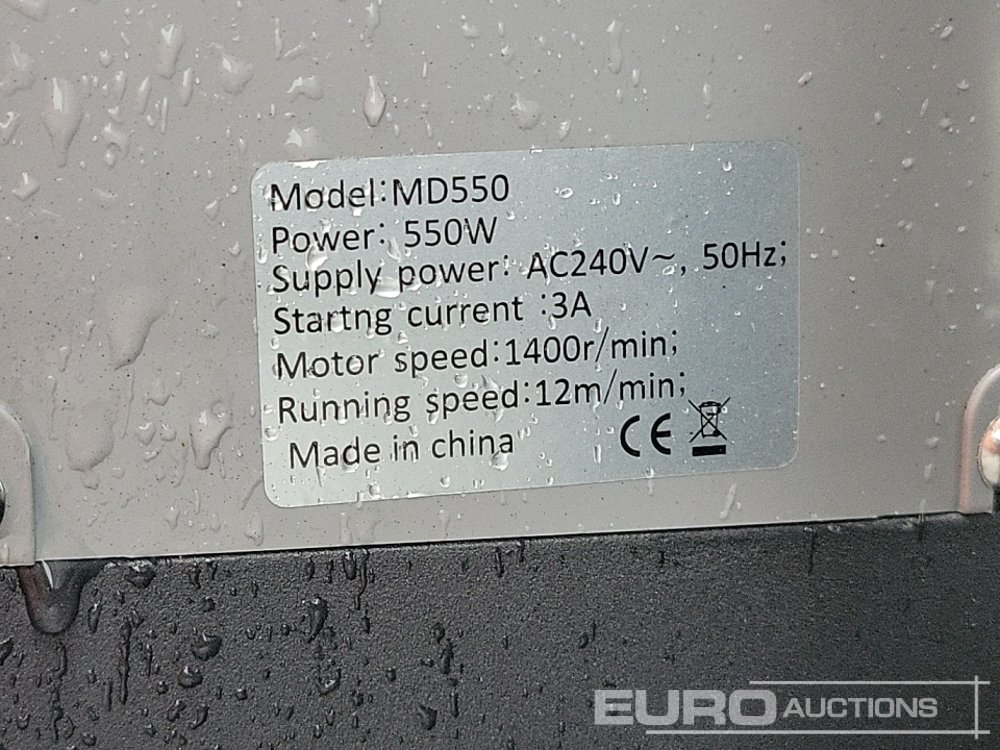 Model:MD550
Power: 550W
Supply power: AC240V~, 50Hz;
Startng current :3A
Motor speed:1400r/min;
Running speed:12m/min;
Made in china CE
EURO AUCTIONS